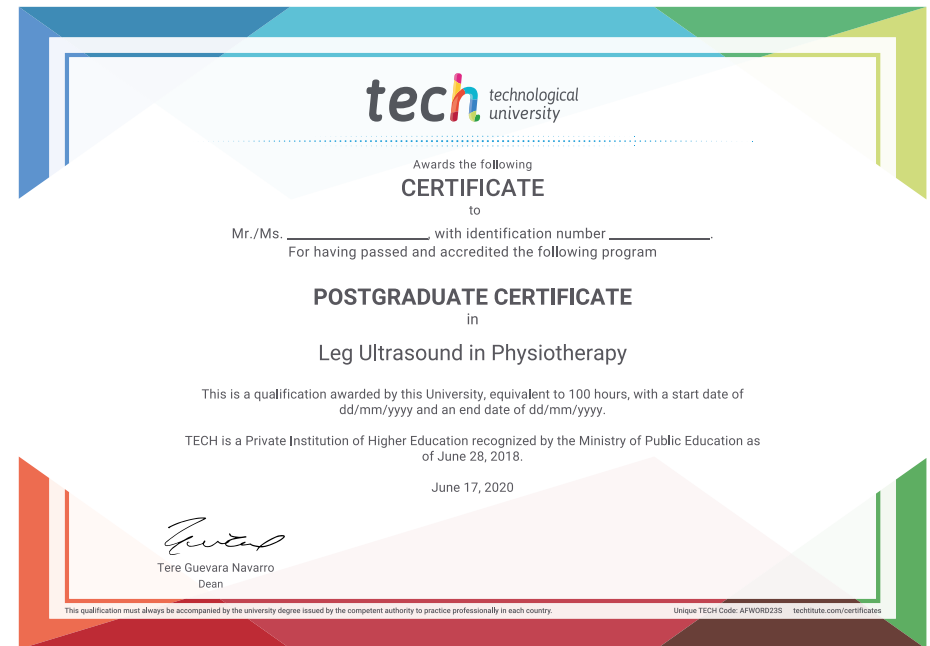 tech technological
university
Awards the following
CERTIFICATE
to
Mr./Ms. ____________________, with identification number ______________.
For having passed and accredited the following program
POSTGRADUATE CERTIFICATE
in
Leg Ultrasound in Physiotherapy
This is a qualification awarded by this University, equivalent to 100 hours, with a start date of
dd/mm/yyyy and an end date of dd/mm/yyyy.
TECH is a Private Institution of Higher Education recognized by the Ministry of Public Education as
of June 28, 2018.
June 17, 2020
Tere Guevara Navarro
Dean
This qualification must always be accompanied by the university degree issued by the competent authority to practice professionally in each country. Unique TECH Code: AFWORD23S techtitute.com/certificates